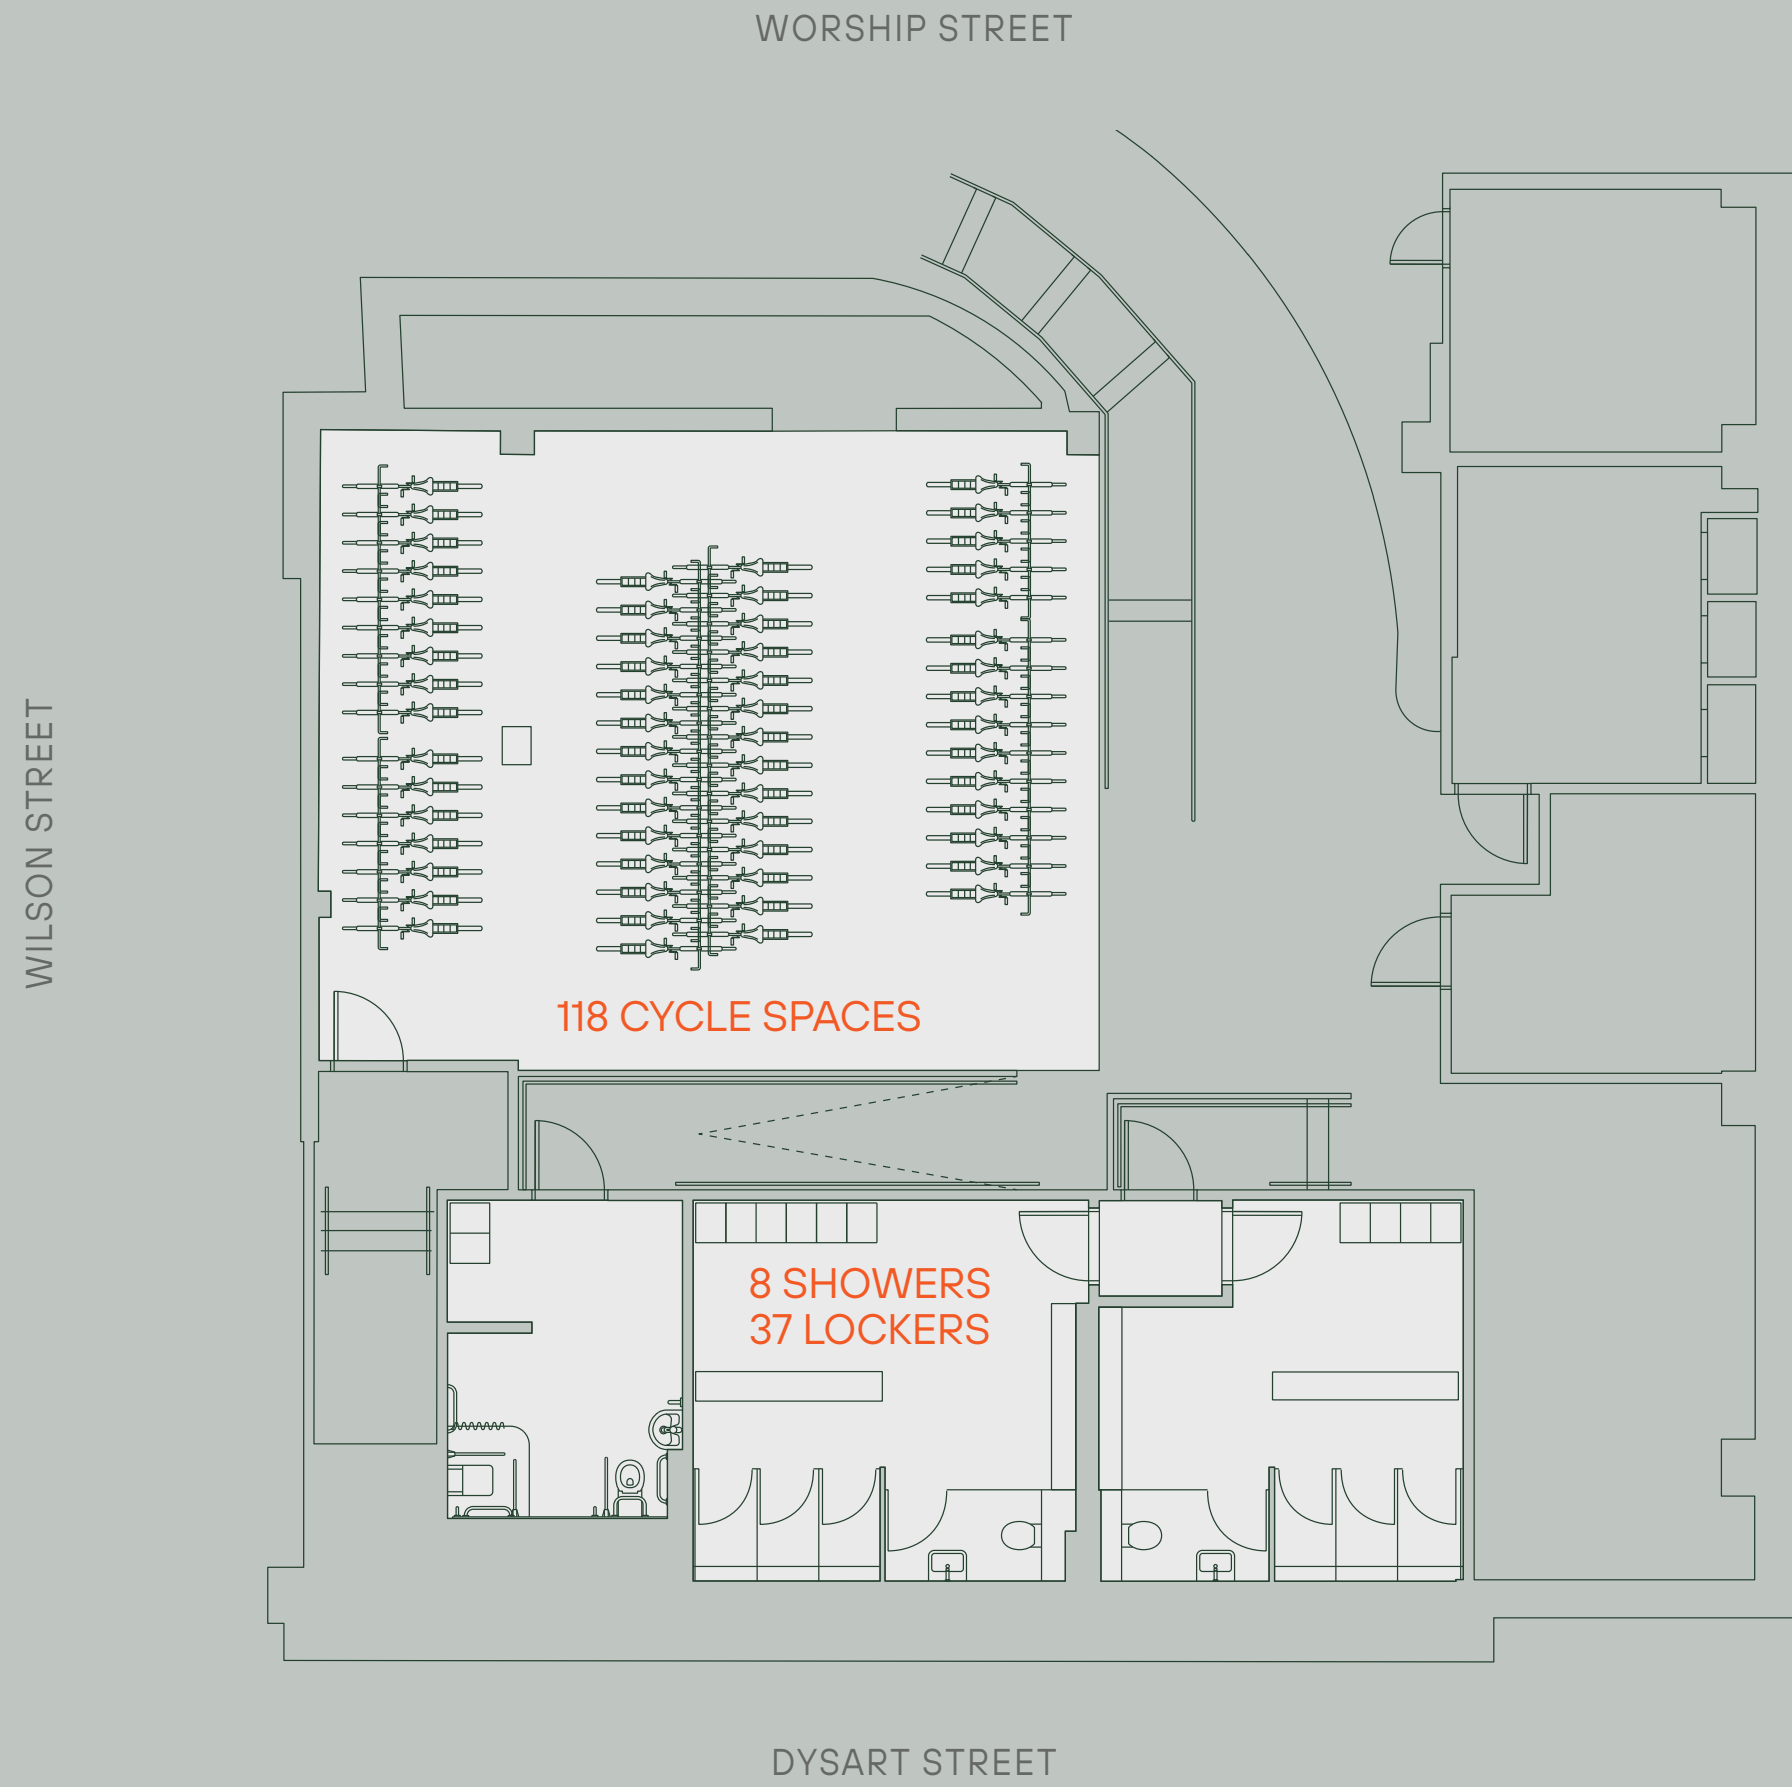 WORSHIP STREET
WILSON STREET
118 CYCLE SPACES
8 SHOWERS
37 LOCKERS
DYSART STREET